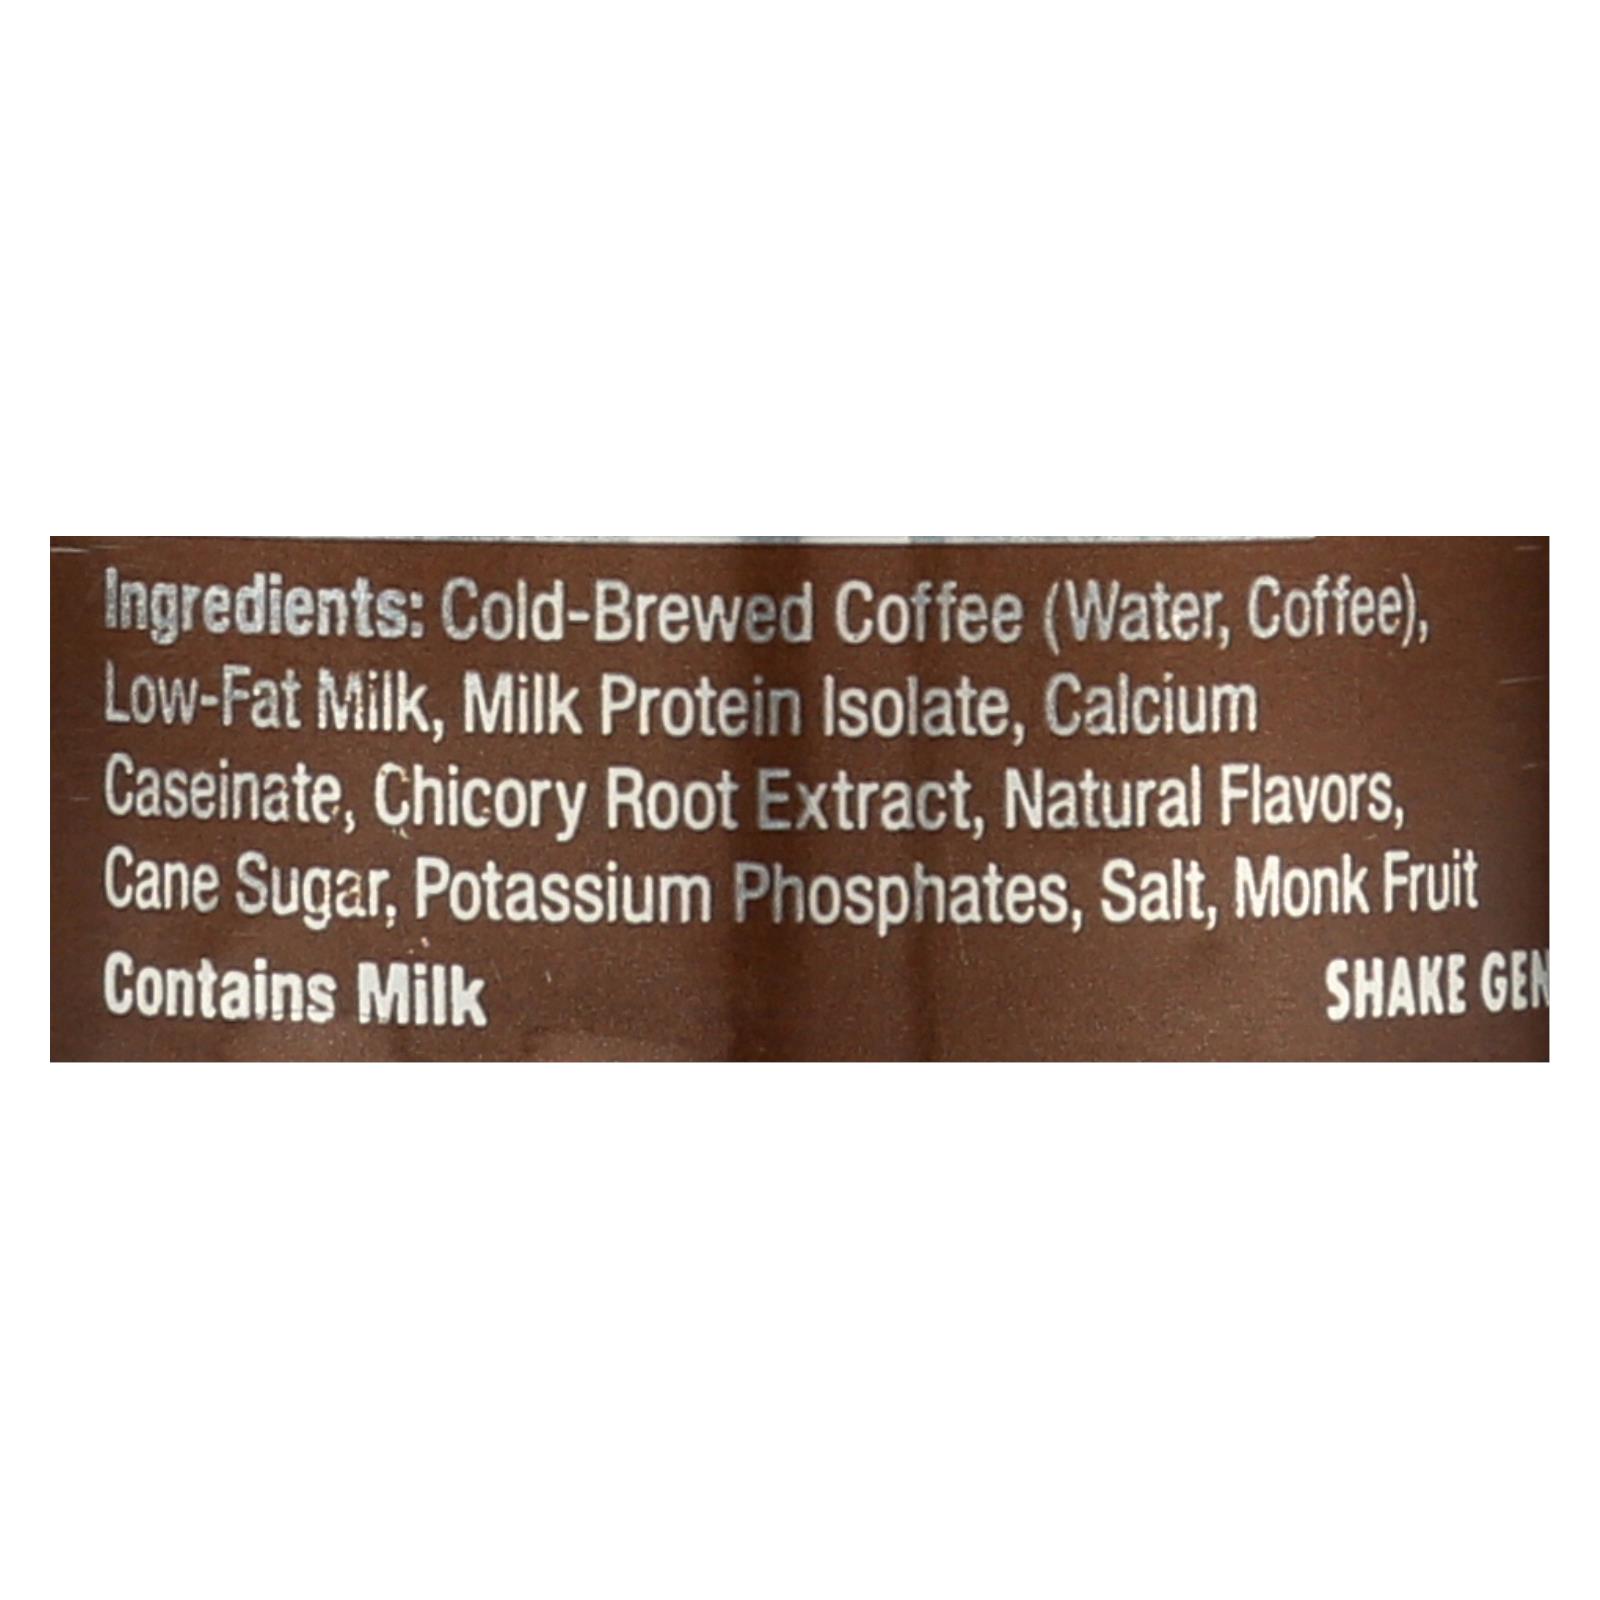 Ingredients: Cold-Brewed Coffee (Water, Coffee),
Low-Fat Milk, Milk Protein Isolate, Calcium
Caseinate, Chicory Root Extract, Natural Flavors,
Cane Sugar, Potassium Phosphates, Salt, Monk Fruit
Contains Milk
SHAKE GEN